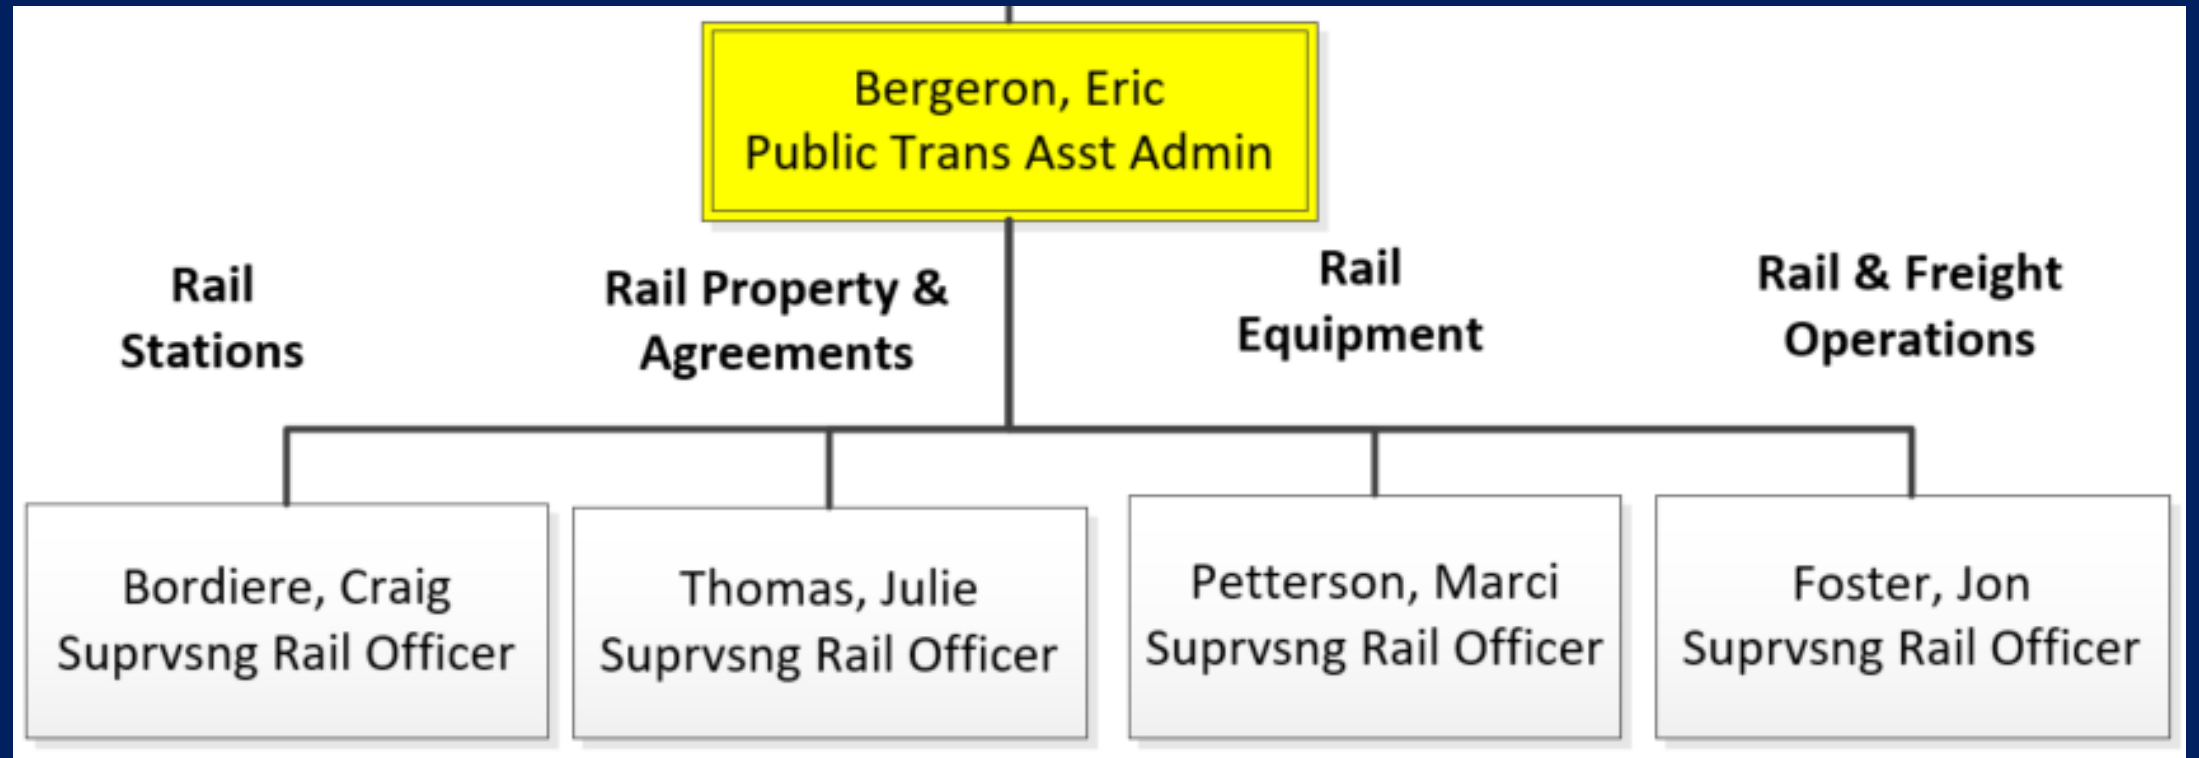 Bergeron, Eric
Public Trans Asst Admin
Rail
Stations
Rail Property &
Agreements
Rail
Equipment
Rail & Freight
Operations
Bordiere, Craig
Suprvsng Rail Officer
Thomas, Julie
Suprvsng Rail Officer
Petterson, Marci
Suprvsng Rail Officer
Foster, Jon
Suprvsng Rail Officer